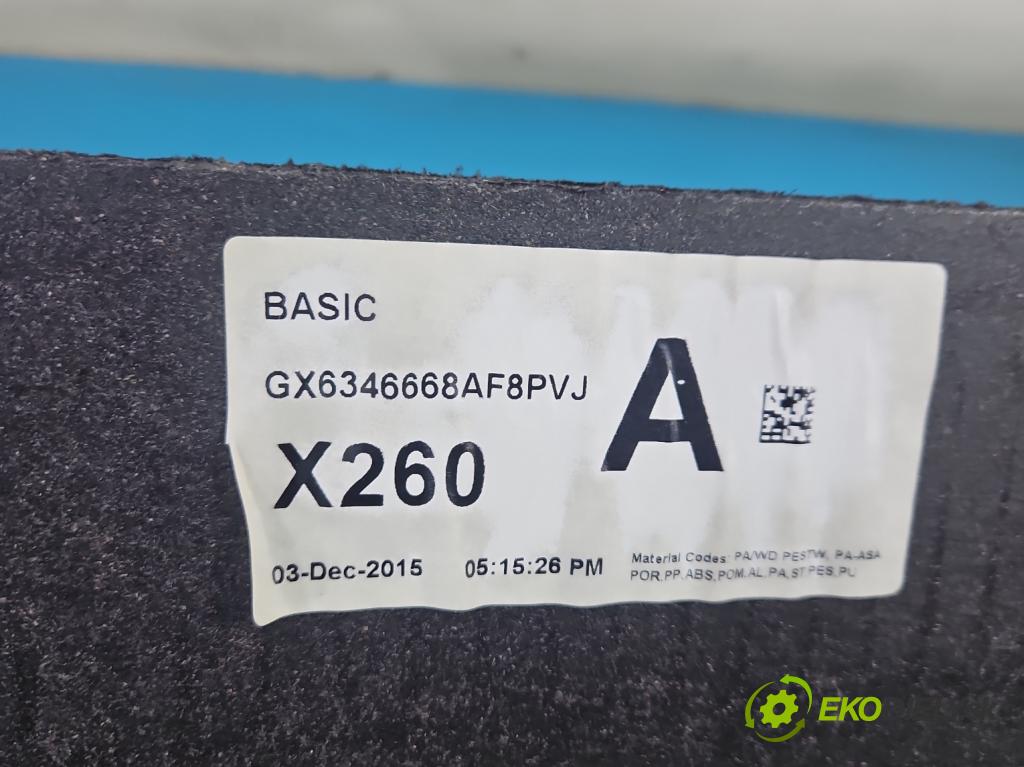 BASIC
GX6346668AF8PVJ
A
X260
03-Dec-2015 05:15:26 PM
Material Codes: PA/WD,PESTW, PA-ASA
POR,PP,ABS,POM,AL,PA,ST,PES,PU
EKO